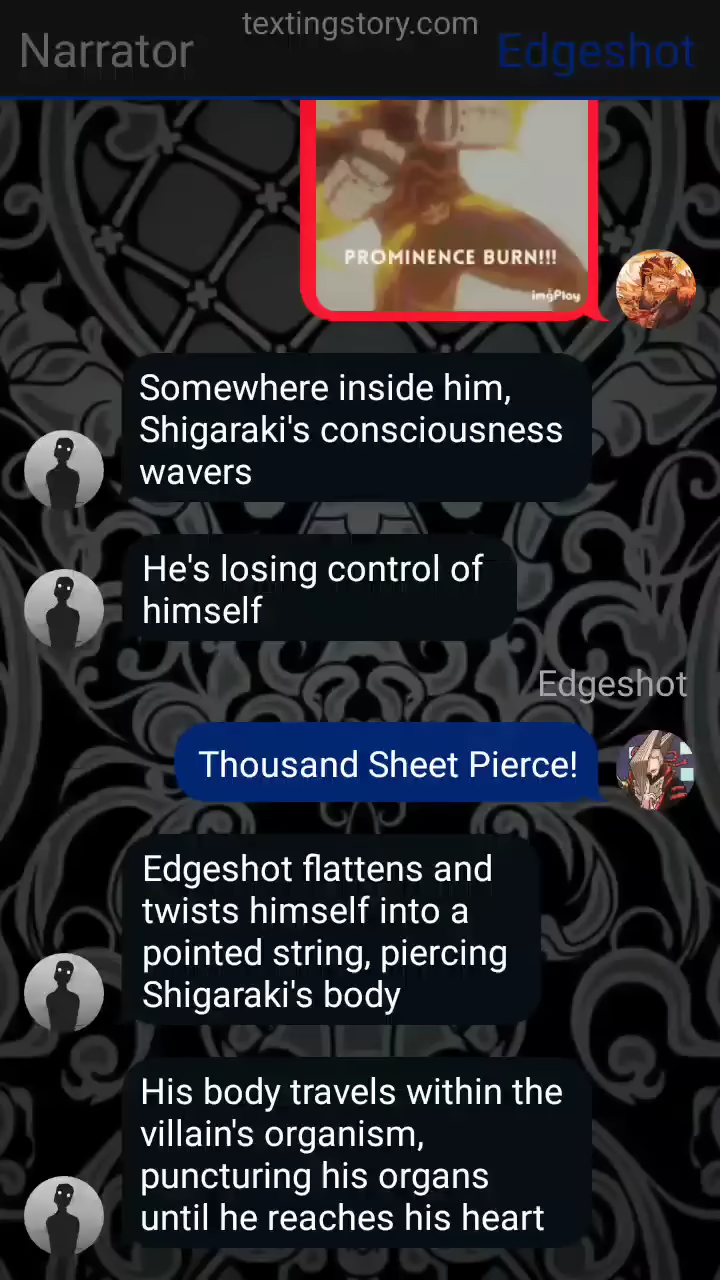 textingstory.com
Narrator
Edgeshot
PROMINENCE BURN!!!
imgPlay
Somewhere inside him,
Shigaraki's consciousness
wavers
He's losing control of
himself
Edgeshot
Thousand Sheet Pierce!
Edgeshot flattens and
twists himself into a
pointed string, piercing
Shigaraki's body
His body travels within the
villain's organism,
puncturing his organs
until he reaches his heart